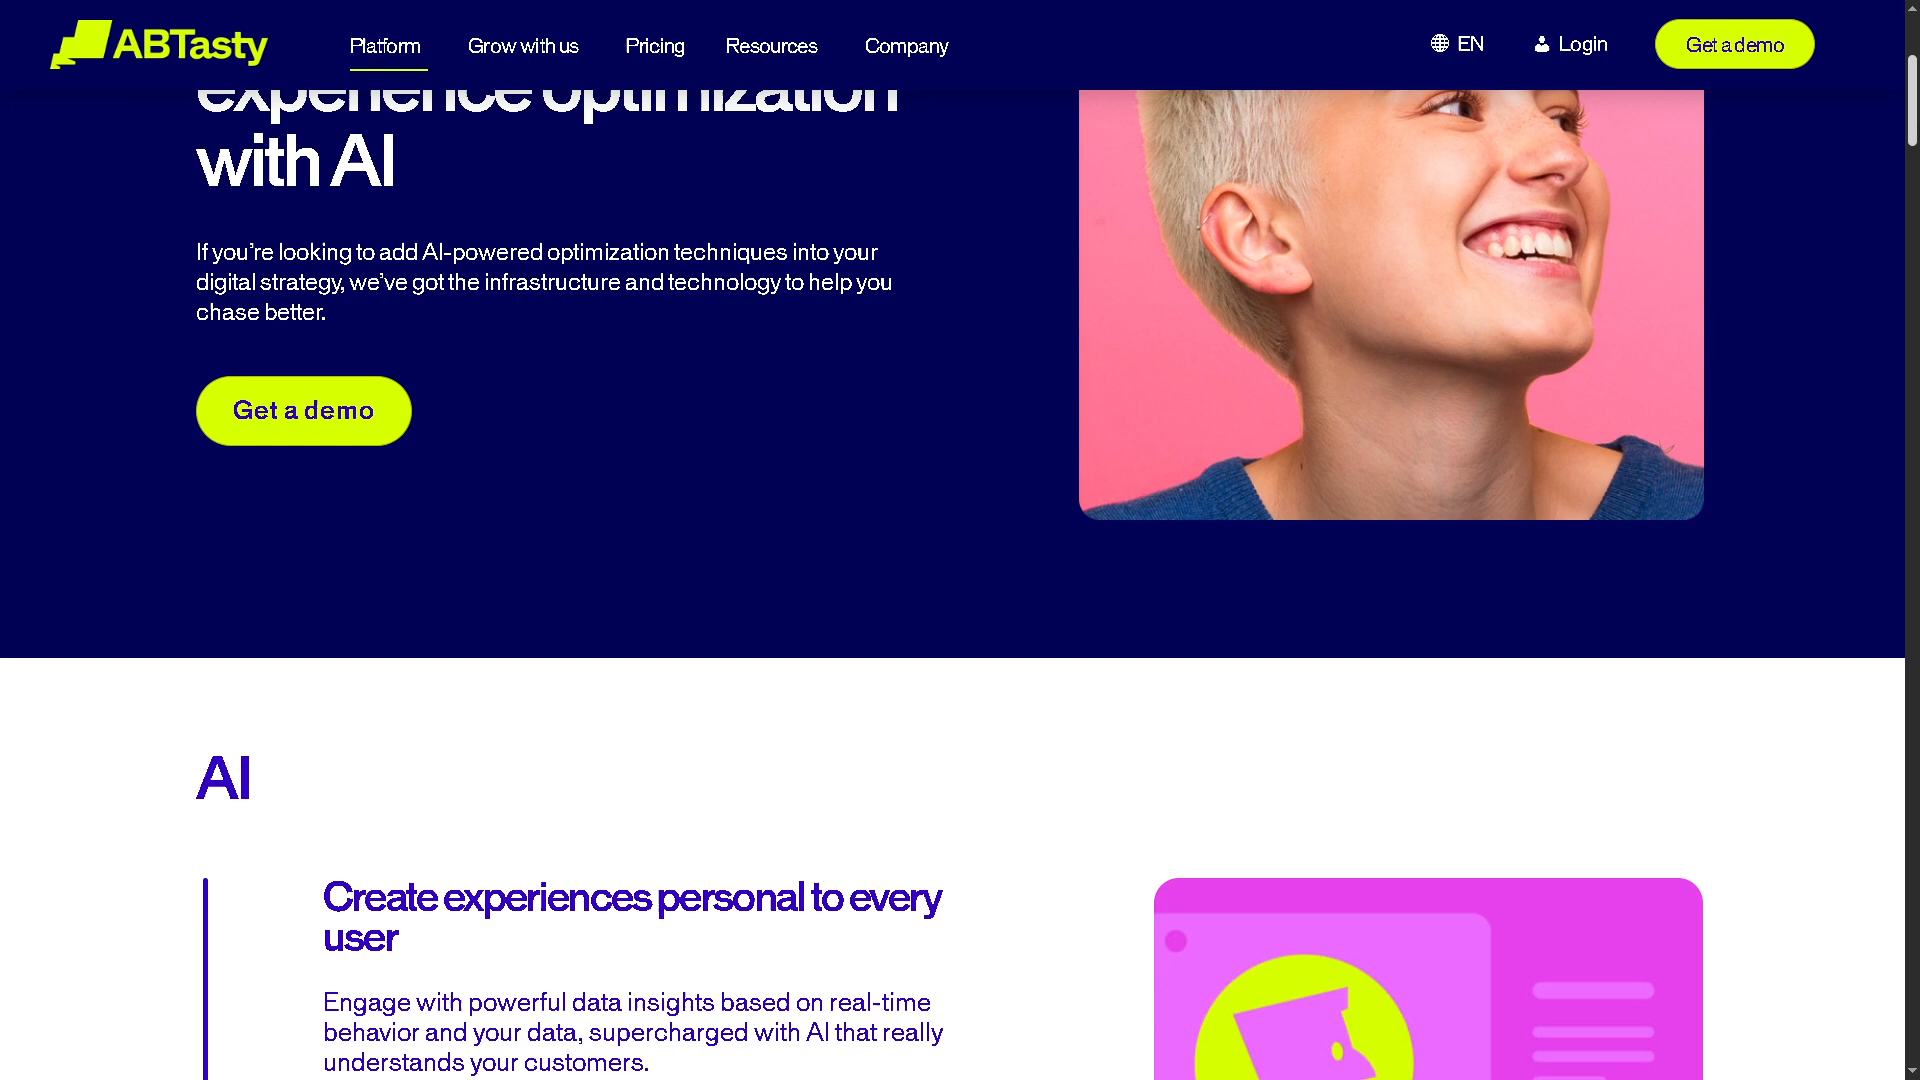 ABTasty
Platform
Grow with us
Pricing
Resources
Company
EN
Login
Get a demo
experience optimization
with AI
If you’re looking to add AI-powered optimization techniques into your
digital strategy, we’ve got the infrastructure and technology to help you
chase better.
Get a demo
AI
Create experiences personal to every
user
Engage with powerful data insights based on real-time
behavior and your data, supercharged with AI that really
understands your customers.